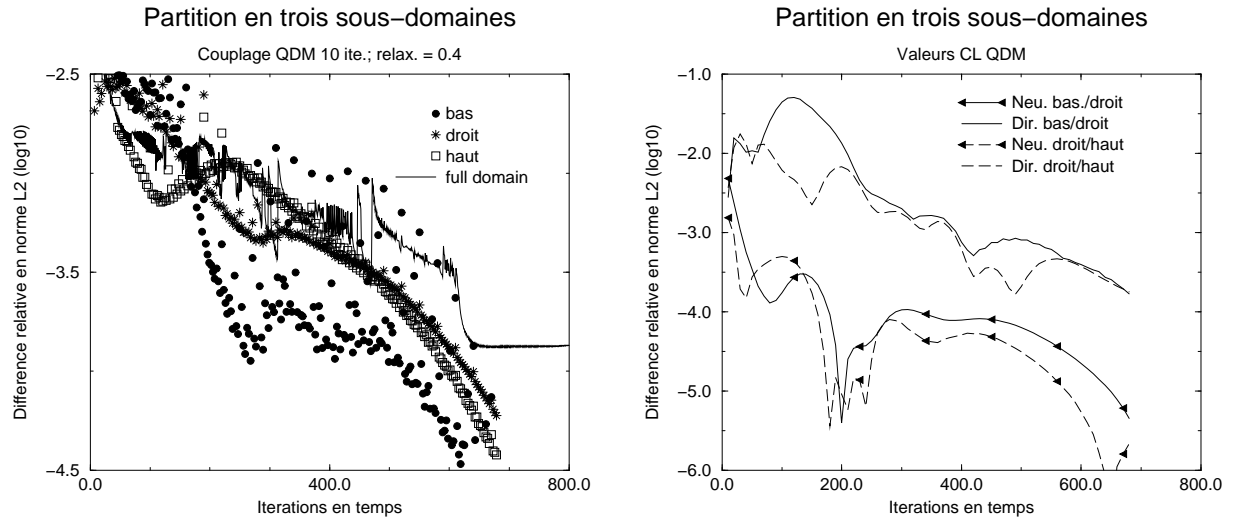 Partition en trois sous−domaines
Couplage QDM 10 ite.; relax. = 0.4
Difference relative en norme L2 (log10)
−2.5
−3.5
−4.5
bas
droit
haut
full domain
0.0
400.0
800.0
Iterations en temps
Partition en trois sous−domaines
Valeurs CL QDM
Difference relative en norme L2 (log10)
−1.0
−2.0
−3.0
−4.0
−5.0
−6.0
Neu. bas./droit
Dir. bas/droit
Neu. droit/haut
Dir. droit/haut
0.0
200.0
400.0
600.0
800.0
Iterations en temps